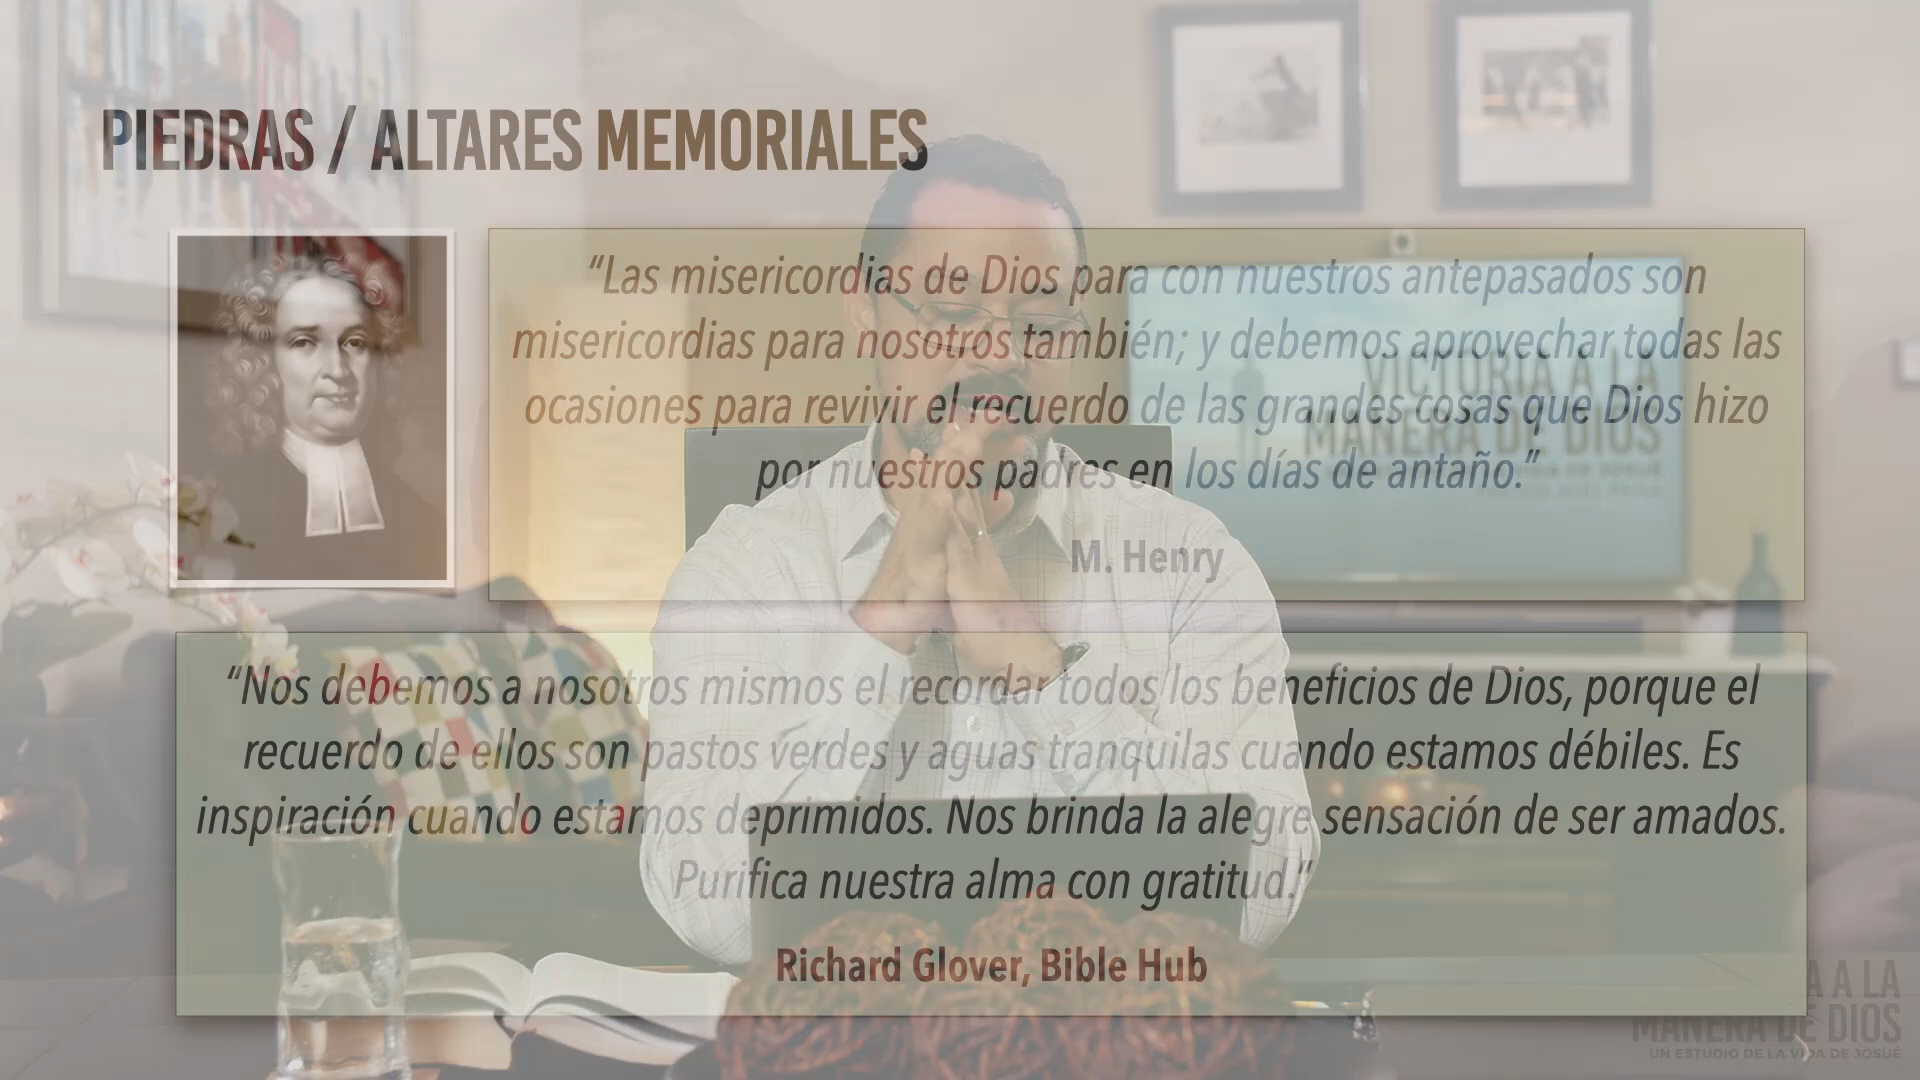 PIEDRAS / ALTARES MEMORIALES
“Las misericordias de Dios para con nuestros antepasados son
misericordias para nosotros también; y debemos aprovechar todas las
ocasiones para revivir el recuerdo de las grandes cosas que Dios hizo
por nuestros padres en los días de antaño.”
M. Henry
VICTORIA A LA
MANERA DE DIOS
“Nos debemos a nosotros mismos el recordar todos los beneficios de Dios, porque el
recuerdo de ellos son pastos verdes y aguas tranquilas cuando estamos débiles. Es
inspiración cuando estamos deprimidos. Nos brinda la alegre sensación de ser amados.
Purifica nuestra alma con gratitud.“
Richard Glover, Bible Hub
A A LA
MANERA DE DIOS
UN ESTUDIO DE LA VIDA DE JOSUÉ